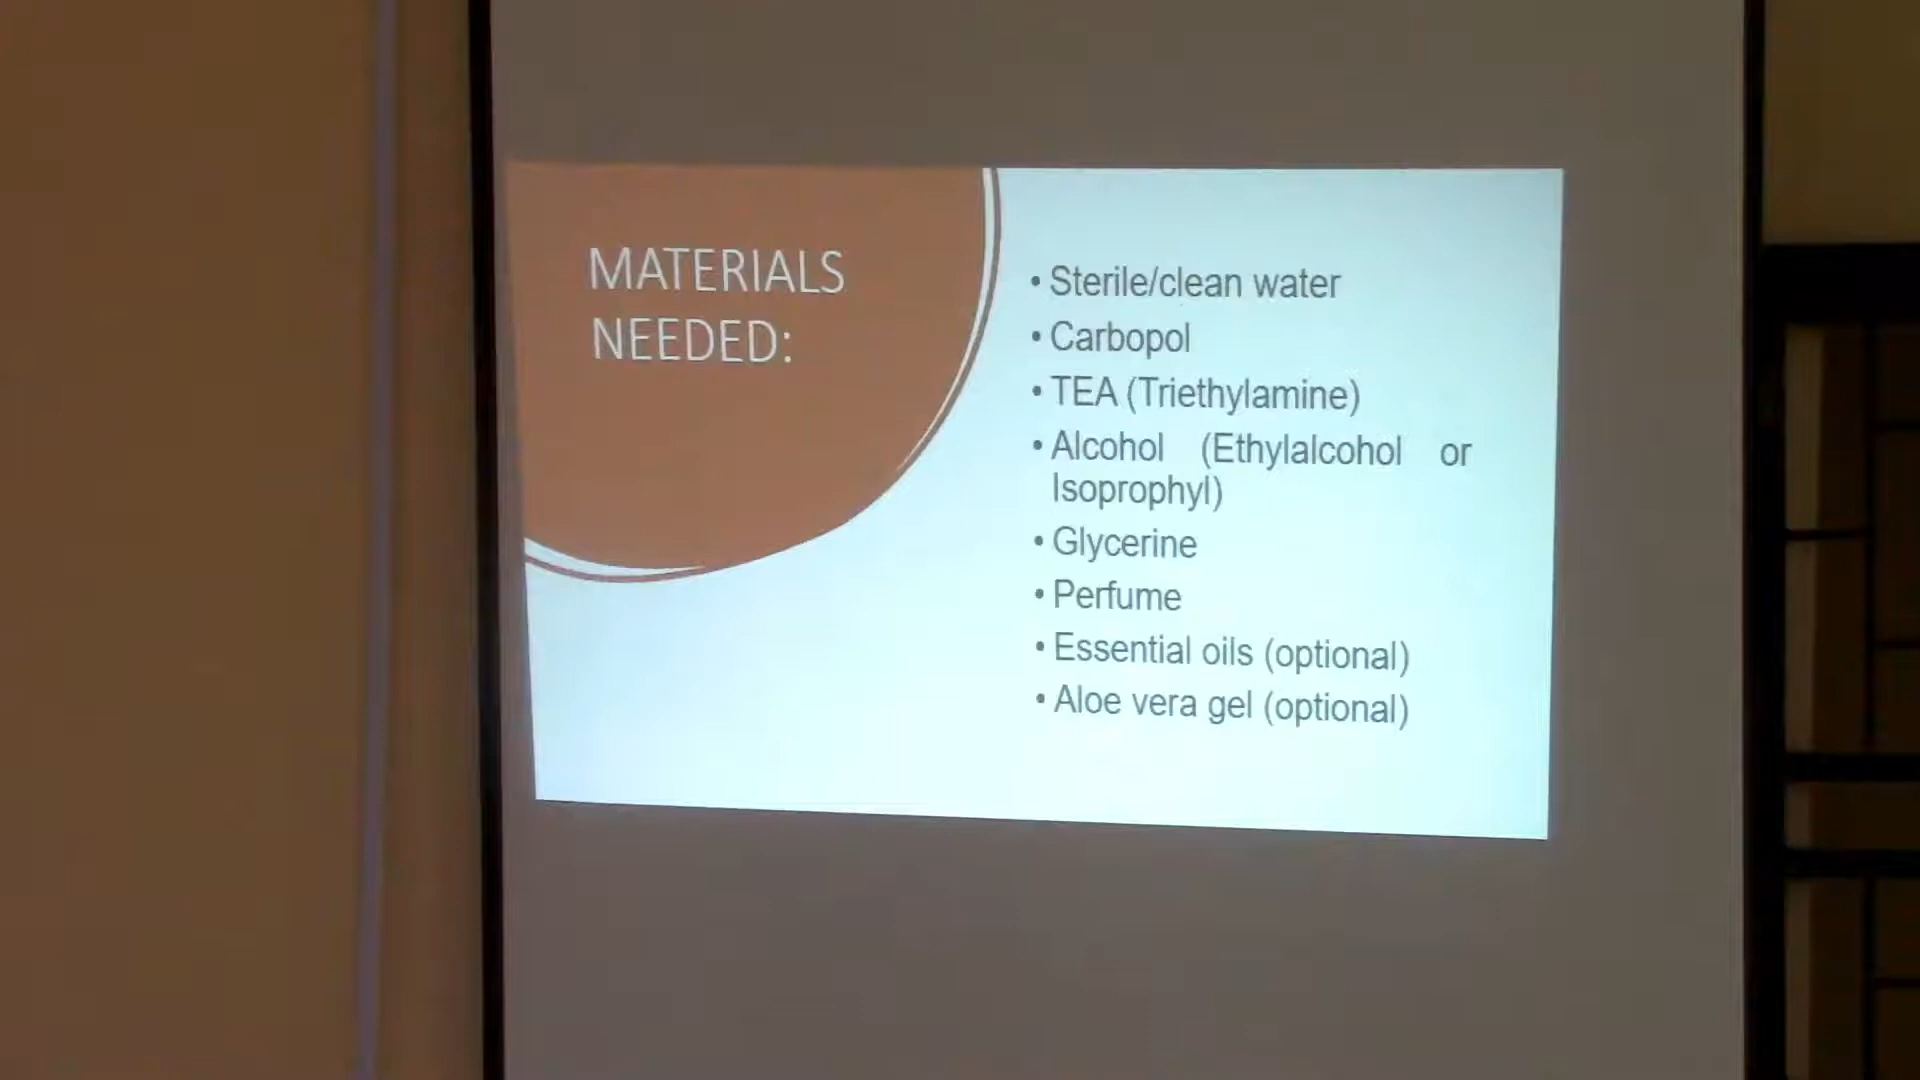 MATERIALS
NEEDED:
• Sterile/clean water
• Carbopol
• TEA (Triethylamine)
• Alcohol (Ethylalcohol or
Isoprophyl)
• Glycerine
• Perfume
• Essential oils (optional)
• Aloe vera gel (optional)